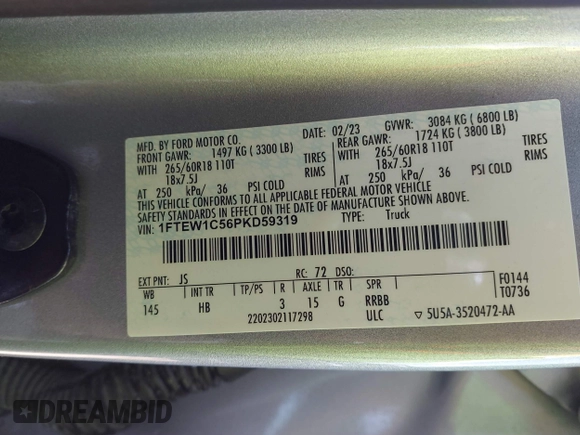 MFD. BY FORD MOTOR CO.
DATE: 02/23 GVWR: 3084 KG ( 6800 LB)
FRONT GAWR: 1497 KG ( 3300 LB)
REAR GAWR: 1724 KG ( 3800 LB)
WITH 265/60R18 110T TIRES
WITH 265/60R18 110T TIRES
18x7.5J RIMS
18x7.5J RIMS
AT 250 kPa/ 36 PSI COLD
AT 250 kPa/ 36 PSI COLD
THIS VEHICLE CONFORMS TO ALL APPLICABLE FEDERAL MOTOR VEHICLE
SAFETY STANDARDS IN EFFECT ON THE DATE OF MANUFACTURE SHOWN ABOVE.
VIN: 1FTEW1C56PKD59319
TYPE: Truck
EXT PNT: JS RC: 72 DSO:
WB INT TR TP/PS R AXLE TR SPR F0144
145 HB 3 15 G RRBB T0736
2202302117298 ULC ▽ 5U5A-3520472-AA
DREAMBID